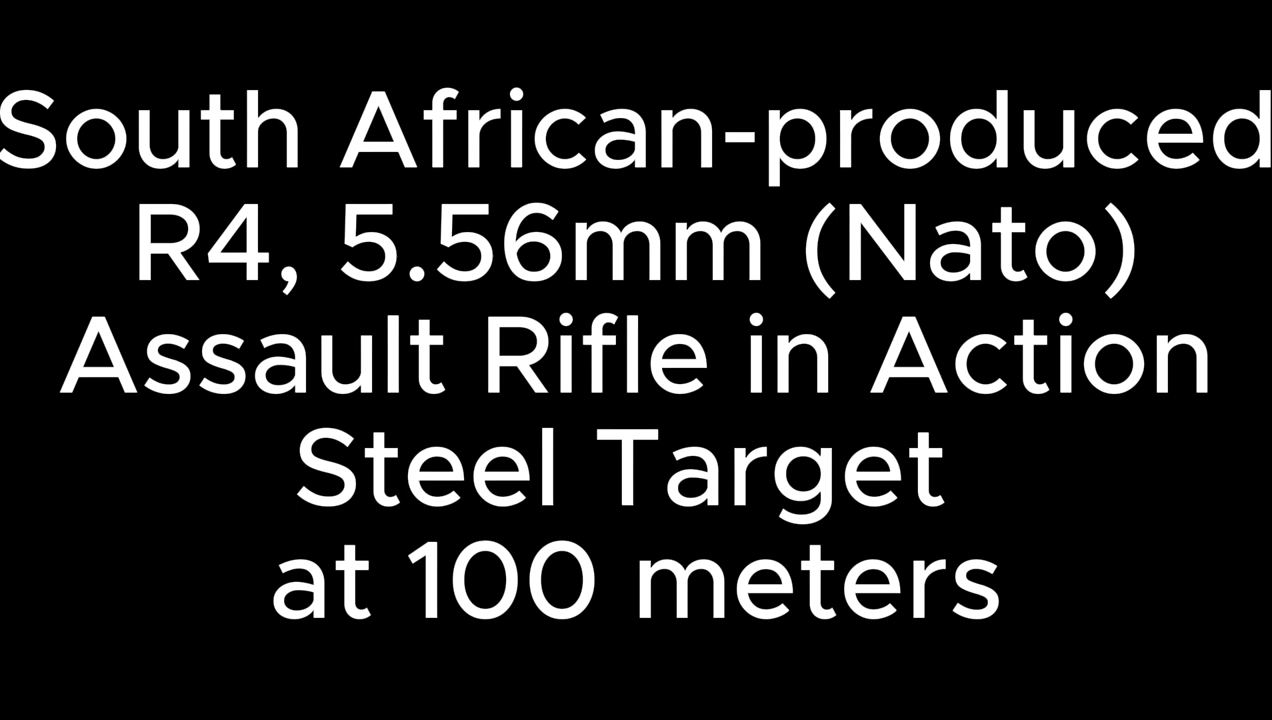 South African-produced
R4, 5.56mm (Nato)
Assault Rifle in Action
Steel Target
at 100 meters